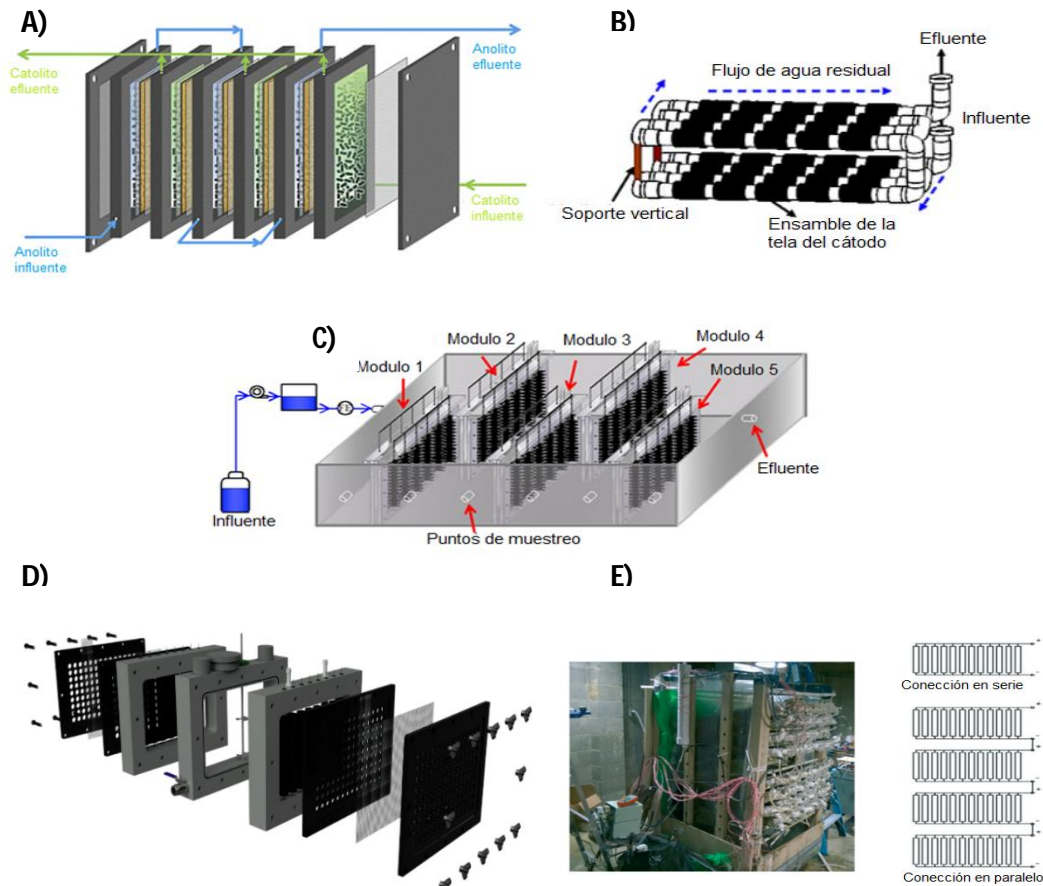 A)
Catolito
efluente
Anolito
efluente
Catolito
influente
Anolito
influente
B)
Efluente
Flujo de agua residual
Influente
Soporte vertical
Ensamble de la
tela del cátodo
C)
Modulo 1
Modulo 2
Modulo 3
Modulo 4
Modulo 5
Influente
Efluente
Puntos de muestreo
D)
E)
Conección en serie
Conección en paralelo